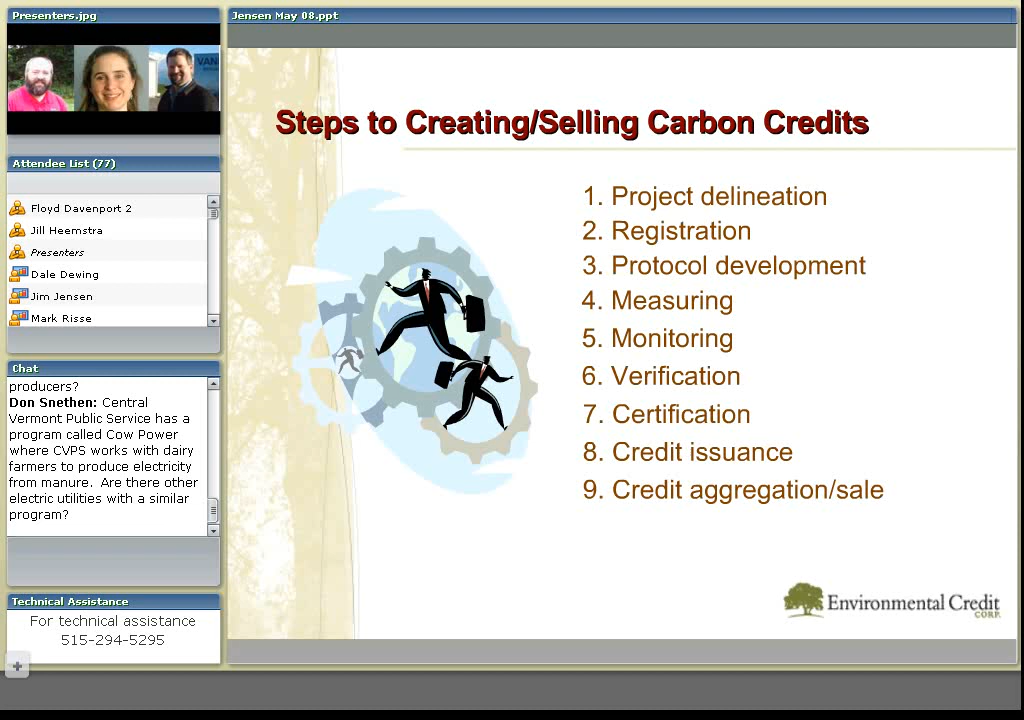 Presenters.jpg
VAN
Attendee List (77)
Floyd Davenport 2
Jill Heemstra
Presenters
Dale Dewing
Jim Jensen
Mark Risse
Chat
producers?
Don Snethen: Central
Vermont Public Service has a
program called Cow Power
where CVPS works with dairy
farmers to produce electricity
from manure. Are there other
electric utilities with a similar
program?
Technical Assistance
For technical assistance
515-294-5295
Jensen May 08.ppt
Steps to Creating/Selling Carbon Credits
1. Project delineation
2. Registration
3. Protocol development
4. Measuring
5. Monitoring
6. Verification
7. Certification
8. Credit issuance
9. Credit aggregation/sale
Environmental Credit
CORP.